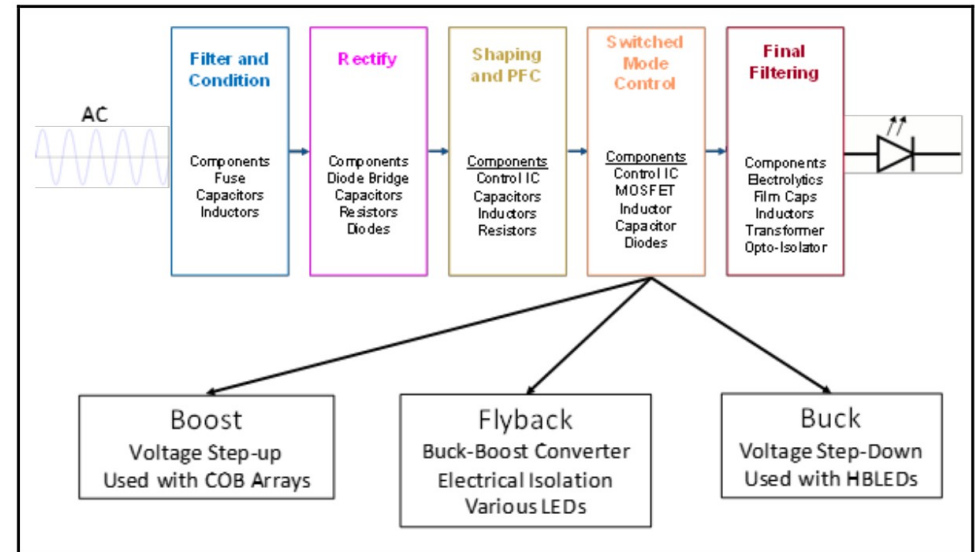 AC
Filter and
Condition
Components
Fuse
Capacitors
Inductors
Rectify
Components
Diode Bridge
Capacitors
Resistors
Diodes
Shaping
and PFC
Components
Control IC
Capacitors
Inductors
Resistors
Switched
Mode
Control
Components
Control IC
MOSFET
Inductor
Capacitor
Diodes
Final
Filtering
Components
Electrolytics
Film Caps
Inductors
Transformer
Opto-Isolator
Boost
Voltage Step-up
Used with COB Arrays
Flyback
Buck-Boost Converter
Electrical Isolation
Various LEDs
Buck
Voltage Step-Down
Used with HBLEDs